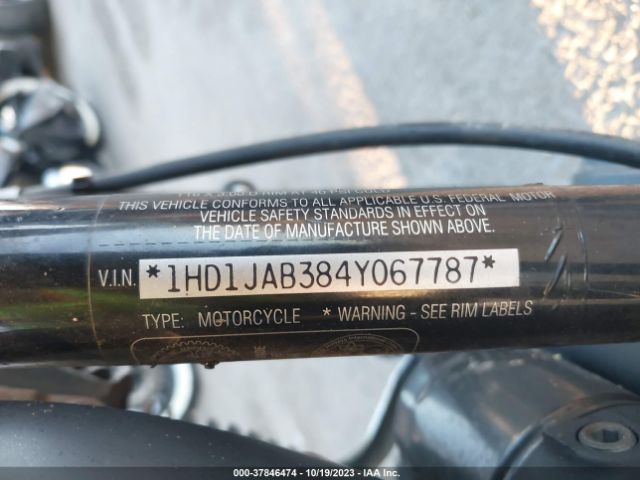 THIS VEHICLE CONFORMS TO ALL APPLICABLE U.S. FEDERAL MOTOR
VEHICLE SAFETY STANDARDS IN EFFECT ON
THE DATE OF MANUFACTURE SHOWN ABOVE.
V.I.N. *1HD1JAB384Y067787*
TYPE: MOTORCYCLE * WARNING - SEE RIM LABELS
000-37846474 | 10/19/2023 | IAA Inc.